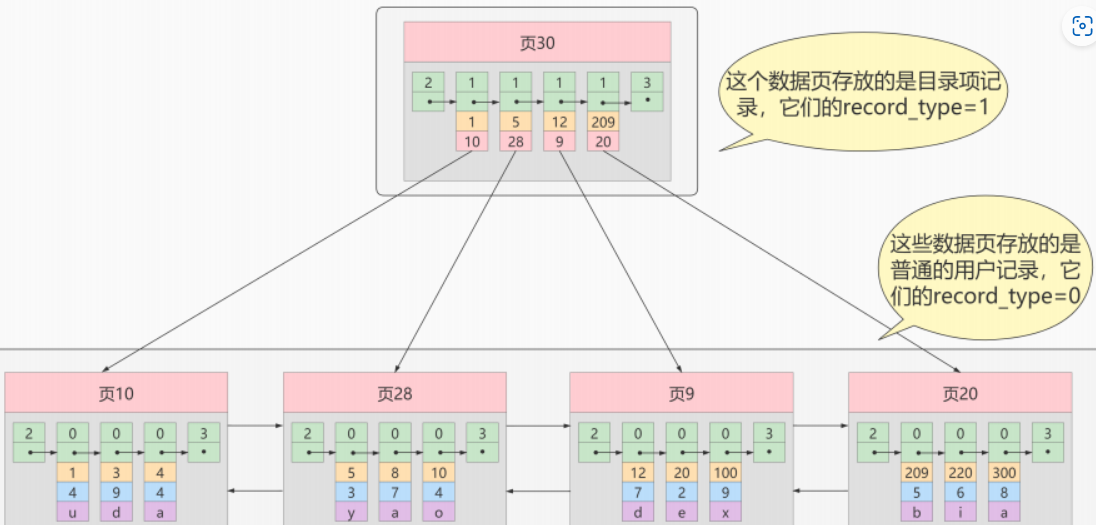 页30
2 1 1 1 1 3
1 5 12 209
10 28 9 20
这个数据页存放的是目录项记
录，它们的record_type=1
这些数据页存放的是
普通的用户记录，它
们的record_type=0
页10 页28 页9 页20
2 0 0 0 3 2 0 0 0 3 2 0 0 0 3 2 0 0 0 3
1 3 4 5 8 10 12 20 100 209 220 300
4 9 4 3 7 4 7 2 9 5 6 8
u d a y a o d e x b i a